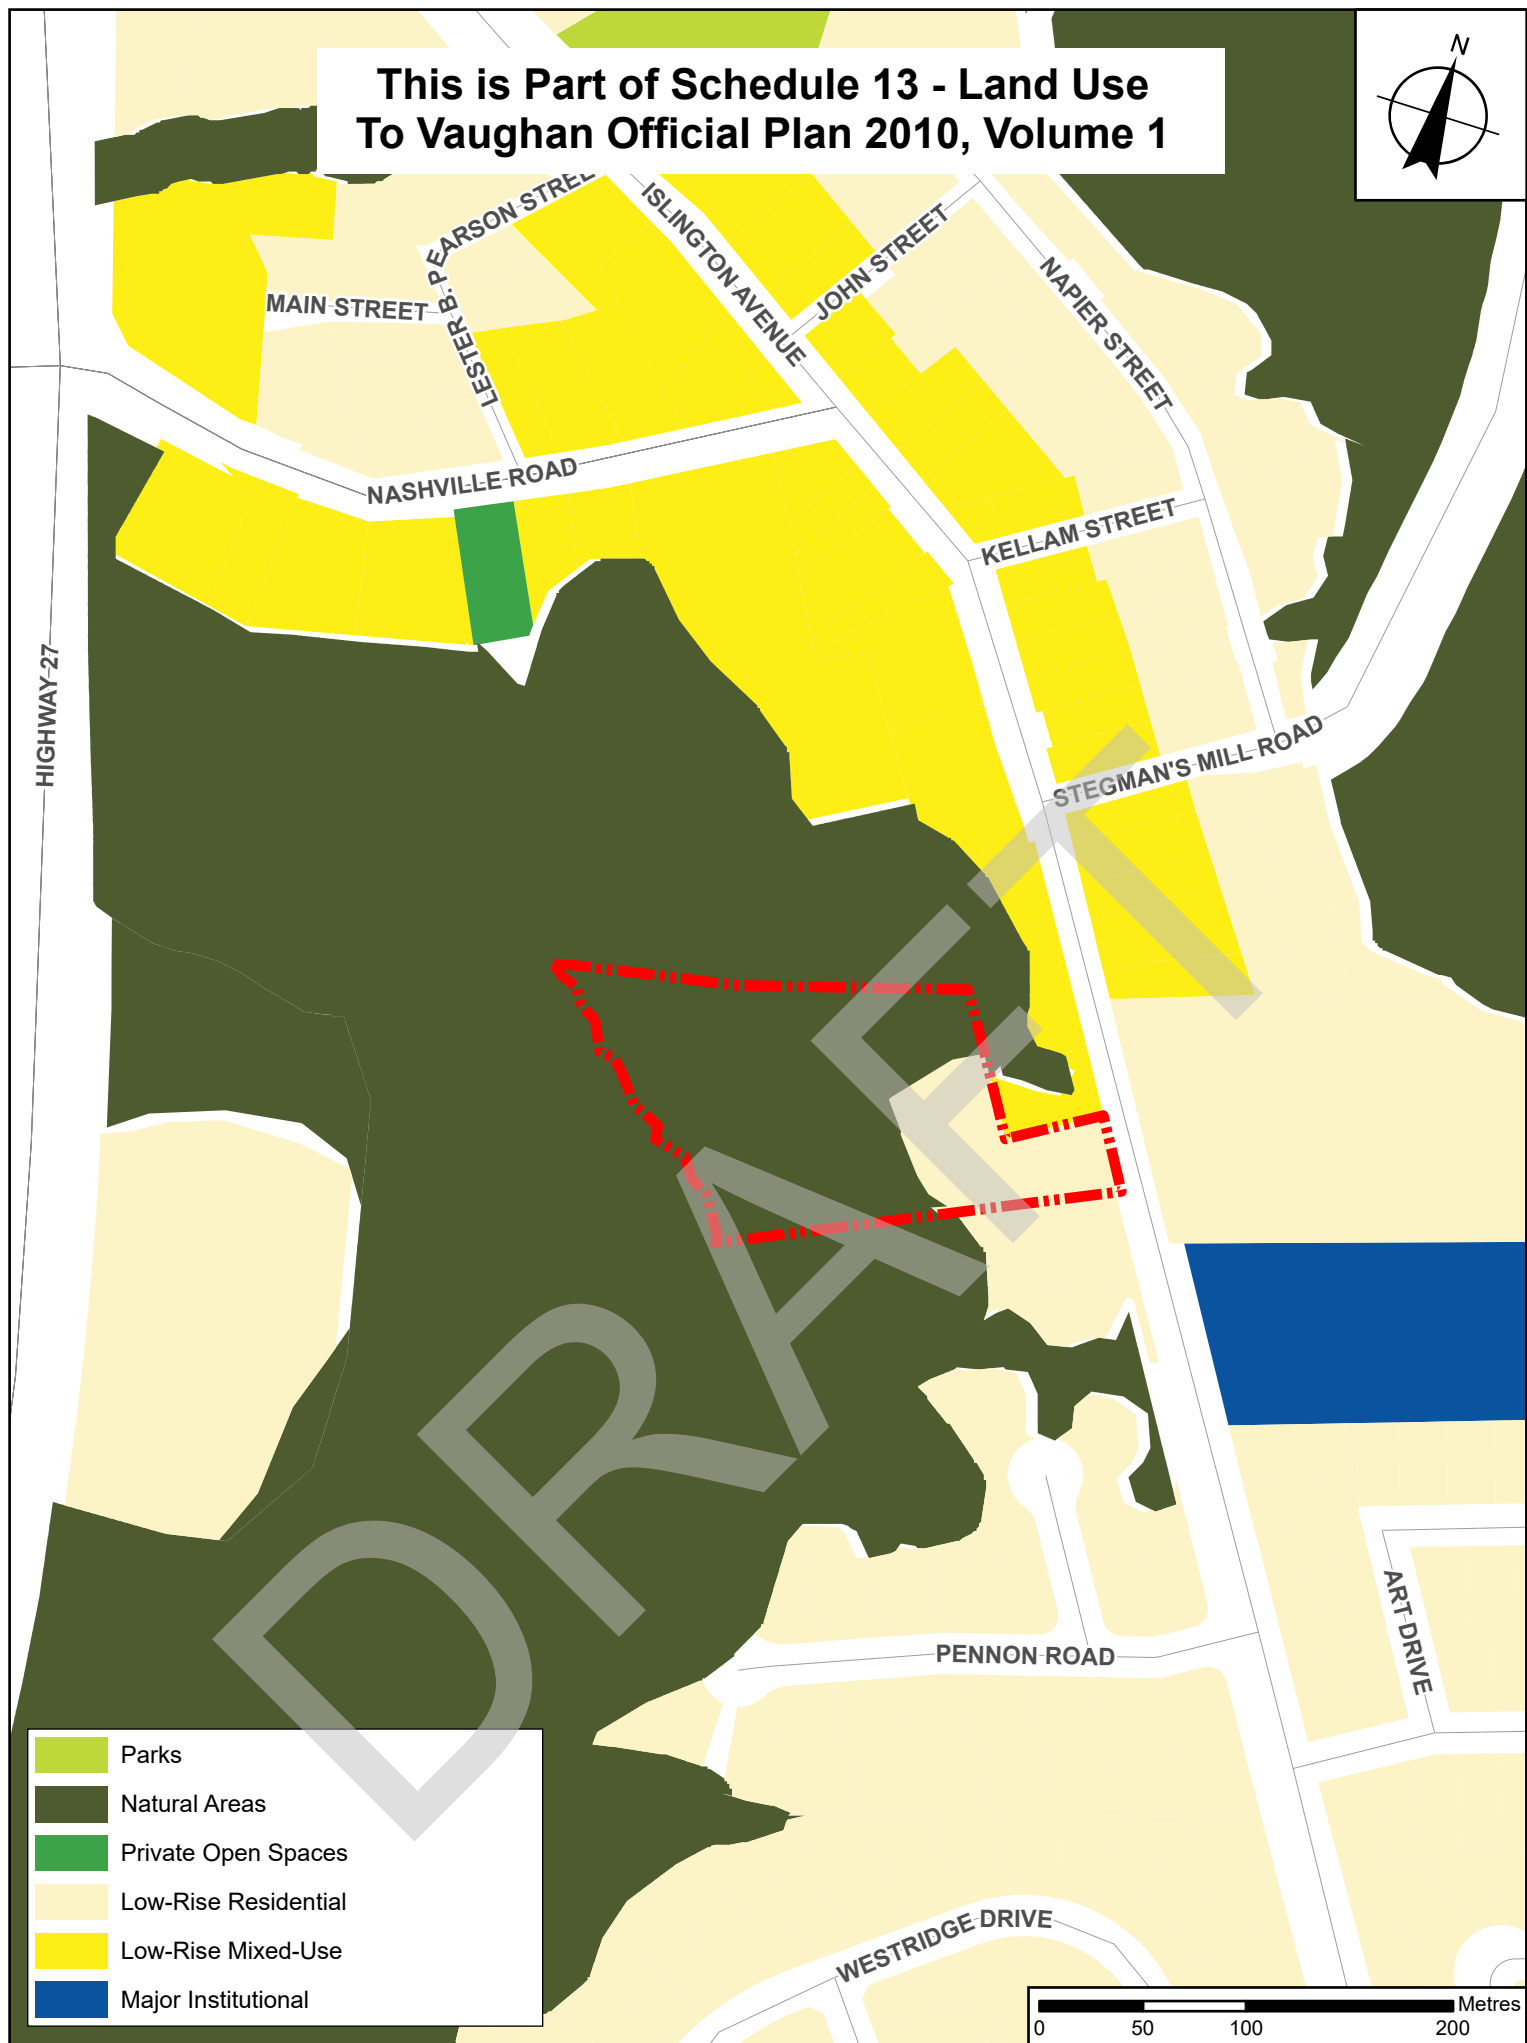 This is Part of Schedule 13 - Land Use
To Vaughan Official Plan 2010, Volume 1
N
LESTER B. PEARSON STREE
ISLINGTON AVENUE
JOHN STREET
NAPIER STREET
MAIN STREET
NASHVILLE ROAD
KELLAM STREET
HIGHWAY 27
STEGMAN'S MILL ROAD
DRAFT
PENNON ROAD
ART DRIVE
WESTRIDGE DRIVE
Parks
Natural Areas
Private Open Spaces
Low-Rise Residential
Low-Rise Mixed-Use
Major Institutional
Metres
0 50 100 200